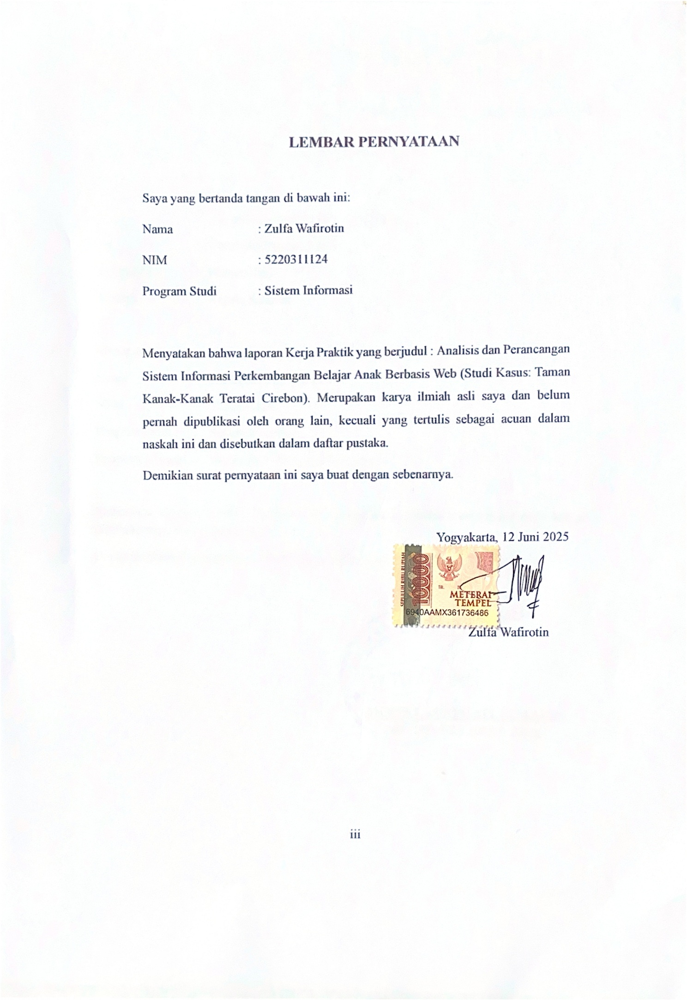 LEMBAR PERNYATAAN
Saya yang bertanda tangan di bawah ini:
Nama : Zulfa Wafirotin
NIM : 5220311124
Program Studi : Sistem Informasi
Menyatakan bahwa laporan Kerja Praktik yang berjudul : Analisis dan Perancangan
Sistem Informasi Perkembangan Belajar Anak Berbasis Web (Studi Kasus: Taman
Kanak-Kanak Teratai Cirebon). Merupakan karya ilmiah asli saya dan belum
pernah dipublikasi oleh orang lain, kecuali yang tertulis sebagai acuan dalam
naskah ini dan disebutkan dalam daftar pustaka.
Demikian surat pernyataan ini saya buat dengan sebenarnya.
Yogyakarta, 12 Juni 2025
SEPULUH RIBU RUPIAH
10000
TGL. 20
METERAI
TEMPEL
6940AAMX361736486
Zulfa Wafirotin
iii